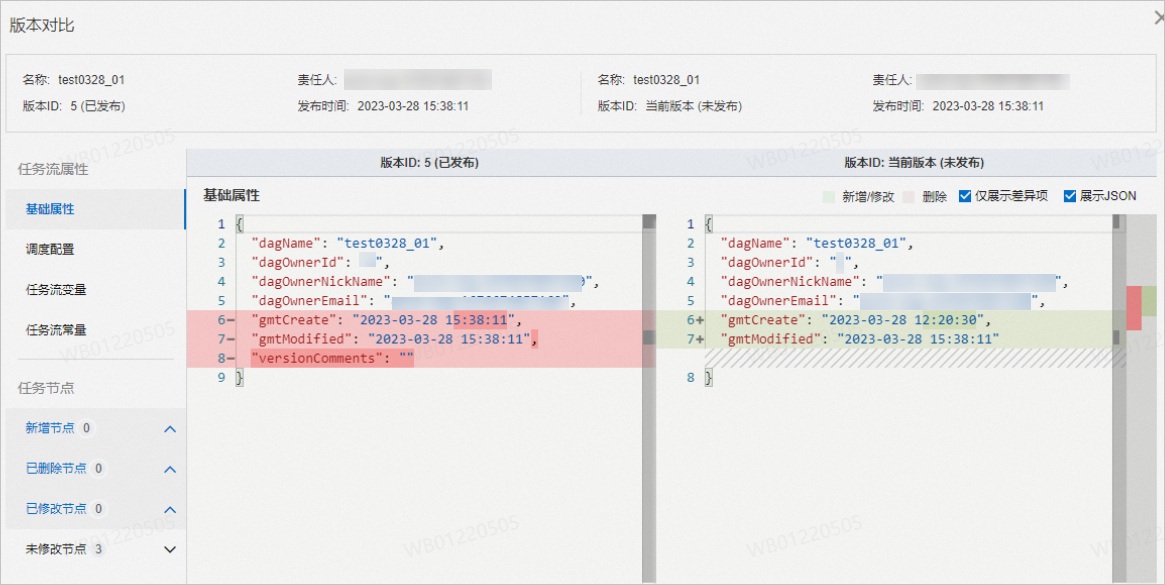 版本对比
名称: test0328_01 责任人: 名称: test0328_01 责任人:
版本ID: 5 (已发布) 发布时间: 2023-03-28 15:38:11 版本ID: 当前版本 (未发布) 发布时间: 2023-03-28 15:38:11
任务流属性
基础属性
调度配置
任务流变量
任务流常量
任务节点
新增节点 0
已删除节点 0
已修改节点 0
未修改节点 3
版本ID: 5 (已发布) 版本ID: 当前版本 (未发布)
基础属性 新增/修改 删除 仅展示差异项 展示JSON
1 {
2 "dagName": "test0328_01",
3 "dagOwnerId": ",
4 "dagOwnerNickName": " ",
5 "dagOwnerEmail": " ",
6- "gmtCreate": "2023-03-28 15:38:11",
7- "gmtModified": "2023-03-28 15:38:11",
8- "versionComments": ""
9 }
1 {
2 "dagName": "test0328_01",
3 "dagOwnerId": " ",
4 "dagOwnerNickName": " ",
5 "dagOwnerEmail": " ",
6+ "gmtCreate": "2023-03-28 12:20:30",
7+ "gmtModified": "2023-03-28 15:38:11"
8 }
WB01220505
WB01220505
WB01220505
WB01220505
WB01220505
WB01220505
WB01220505